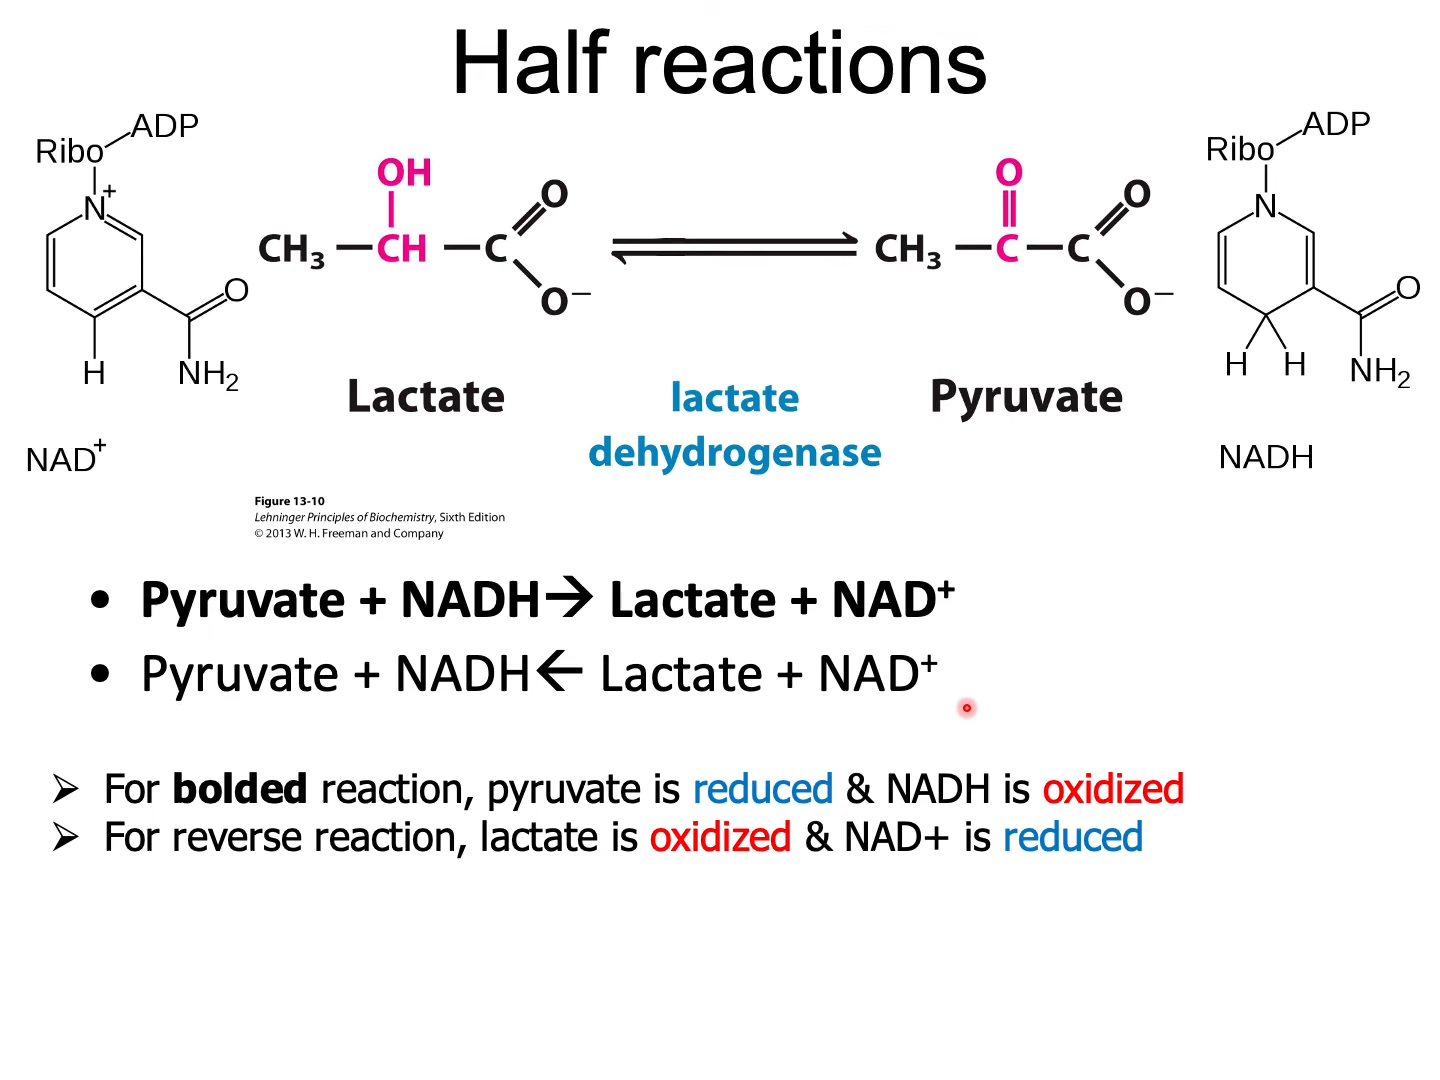 Half reactions
Ribo ADP
N+
O
H NH2
NAD+
OH
CH3 CH C O
O–
Lactate
lactate
dehydrogenase
O
CH3 C C O
O–
Pyruvate
Ribo ADP
N
O
H H NH2
NADH
Figure 13-10
Lehninger Principles of Biochemistry, Sixth Edition
© 2013 W. H. Freeman and Company
• Pyruvate + NADH→ Lactate + NAD+
• Pyruvate + NADH← Lactate + NAD+
➢ For bolded reaction, pyruvate is reduced & NADH is oxidized
➢ For reverse reaction, lactate is oxidized & NAD+ is reduced